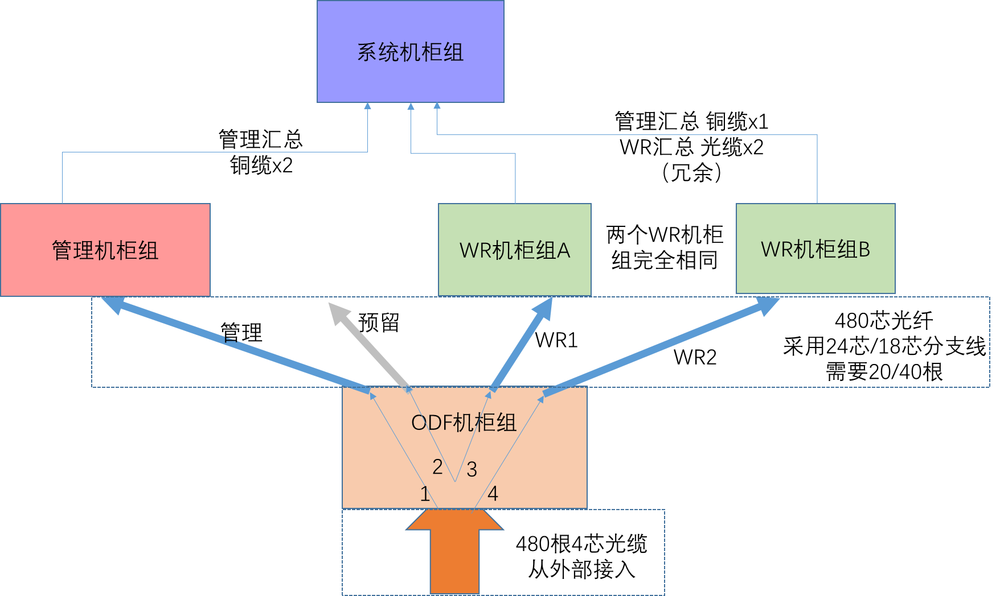 系统机柜组
管理汇总
铜缆x2
管理汇总 铜缆x1
WR汇总 光缆x2
（冗余）
管理机柜组
WR机柜组A
两个WR机柜
组完全相同
WR机柜组B
管理
预留
WR1
WR2
480芯光纤
采用24芯/18芯分支线
需要20/40根
ODF机柜组
2
3
1
4
480根4芯光缆
从外部接入